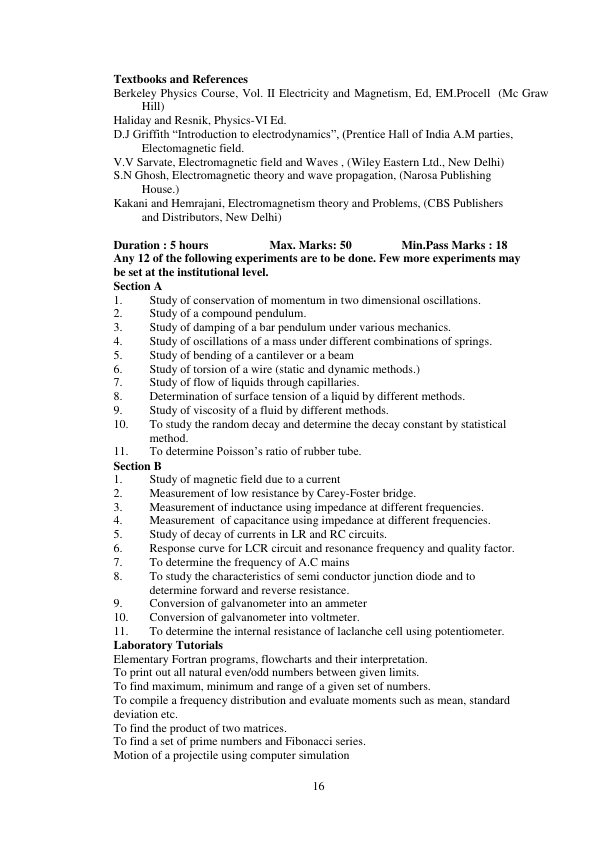 Textbooks and References
Berkeley Physics Course, Vol. II Electricity and Magnetism, Ed, EM.Procell (Mc Graw
Hill)
Haliday and Resnik, Physics-VI Ed.
D.J Griffith “Introduction to electrodynamics”, (Prentice Hall of India A.M parties,
Electomagnetic field.
V.V Sarvate, Electromagnetic field and Waves , (Wiley Eastern Ltd., New Delhi)
S.N Ghosh, Electromagnetic theory and wave propagation, (Narosa Publishing
House.)
Kakani and Hemrajani, Electromagnetism theory and Problems, (CBS Publishers
and Distributors, New Delhi)
Duration : 5 hours Max. Marks: 50 Min.Pass Marks : 18
Any 12 of the following experiments are to be done. Few more experiments may
be set at the institutional level.
Section A
1. Study of conservation of momentum in two dimensional oscillations.
2. Study of a compound pendulum.
3. Study of damping of a bar pendulum under various mechanics.
4. Study of oscillations of a mass under different combinations of springs.
5. Study of bending of a cantilever or a beam
6. Study of torsion of a wire (static and dynamic methods.)
7. Study of flow of liquids through capillaries.
8. Determination of surface tension of a liquid by different methods.
9. Study of viscosity of a fluid by different methods.
10. To study the random decay and determine the decay constant by statistical
method.
11. To determine Poisson’s ratio of rubber tube.
Section B
1. Study of magnetic field due to a current
2. Measurement of low resistance by Carey-Foster bridge.
3. Measurement of inductance using impedance at different frequencies.
4. Measurement of capacitance using impedance at different frequencies.
5. Study of decay of currents in LR and RC circuits.
6. Response curve for LCR circuit and resonance frequency and quality factor.
7. To determine the frequency of A.C mains
8. To study the characteristics of semi conductor junction diode and to
determine forward and reverse resistance.
9. Conversion of galvanometer into an ammeter
10. Conversion of galvanometer into voltmeter.
11. To determine the internal resistance of laclanche cell using potentiometer.
Laboratory Tutorials
Elementary Fortran programs, flowcharts and their interpretation.
To print out all natural even/odd numbers between given limits.
To find maximum, minimum and range of a given set of numbers.
To compile a frequency distribution and evaluate moments such as mean, standard
deviation etc.
To find the product of two matrices.
To find a set of prime numbers and Fibonacci series.
Motion of a projectile using computer simulation
16